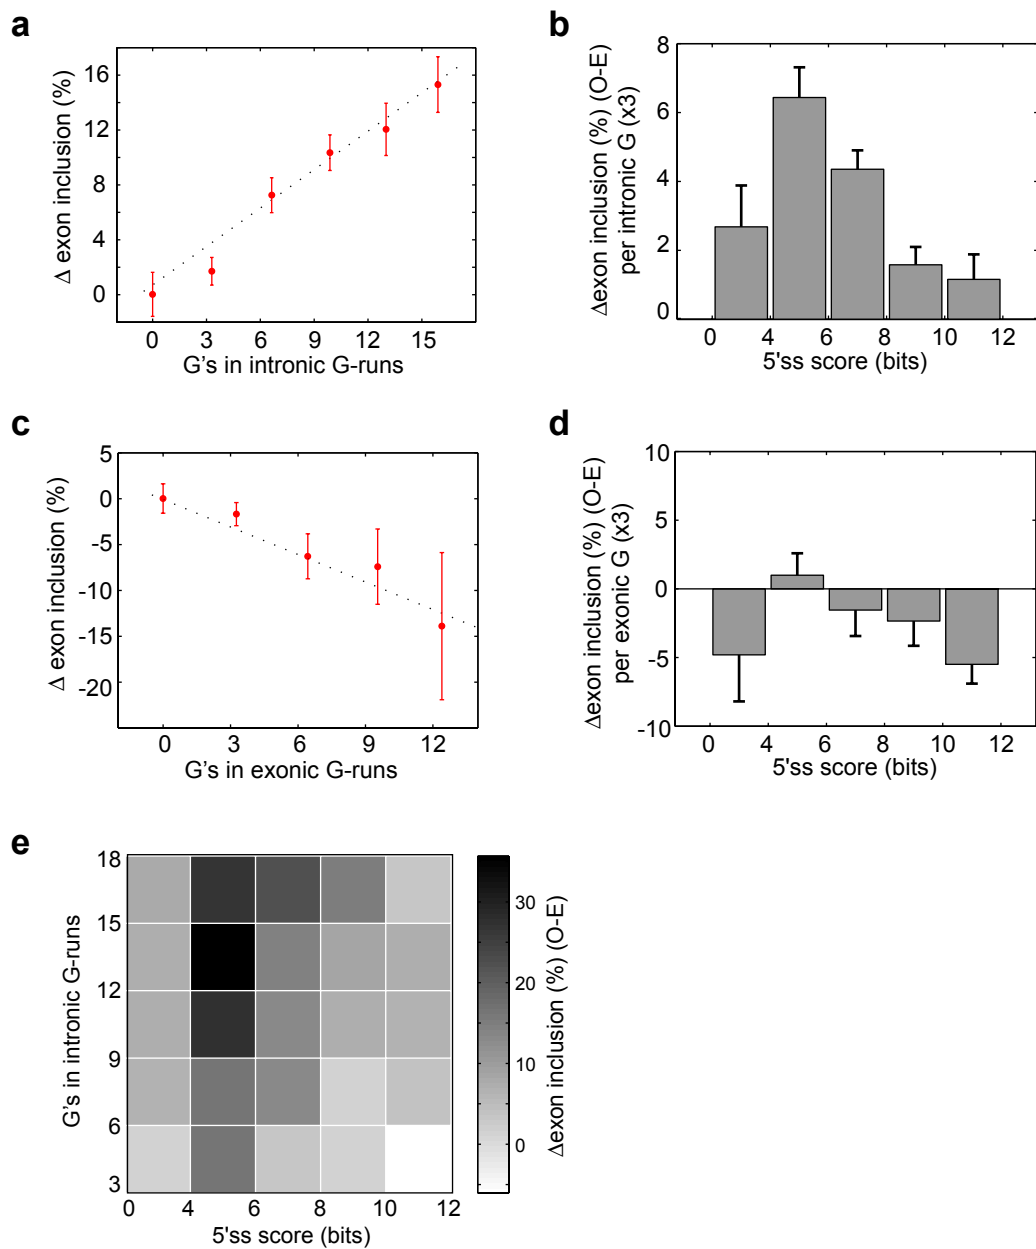 a
Δ exon inclusion (%)
16
12
8
4
0
0 3 6 9 12 15
G's in intronic G-runs
b
Δexon inclusion (%) (O-E)
per intronic G (x3)
8
6
4
2
0
0 4 6 8 10 12
5'ss score (bits)
c
Δ exon inclusion (%)
5
0
-5
-10
-15
-20
0 3 6 9 12
G's in exonic G-runs
d
Δexon inclusion (%) (O-E)
per exonic G (x3)
10
5
0
-5
-10
0 4 6 8 10 12
5'ss score (bits)
e
G's in intronic G-runs
18
15
12
9
6
3
0 4 6 8 10 12
5'ss score (bits)
30
20
10
0
Δexon inclusion (%) (O-E)